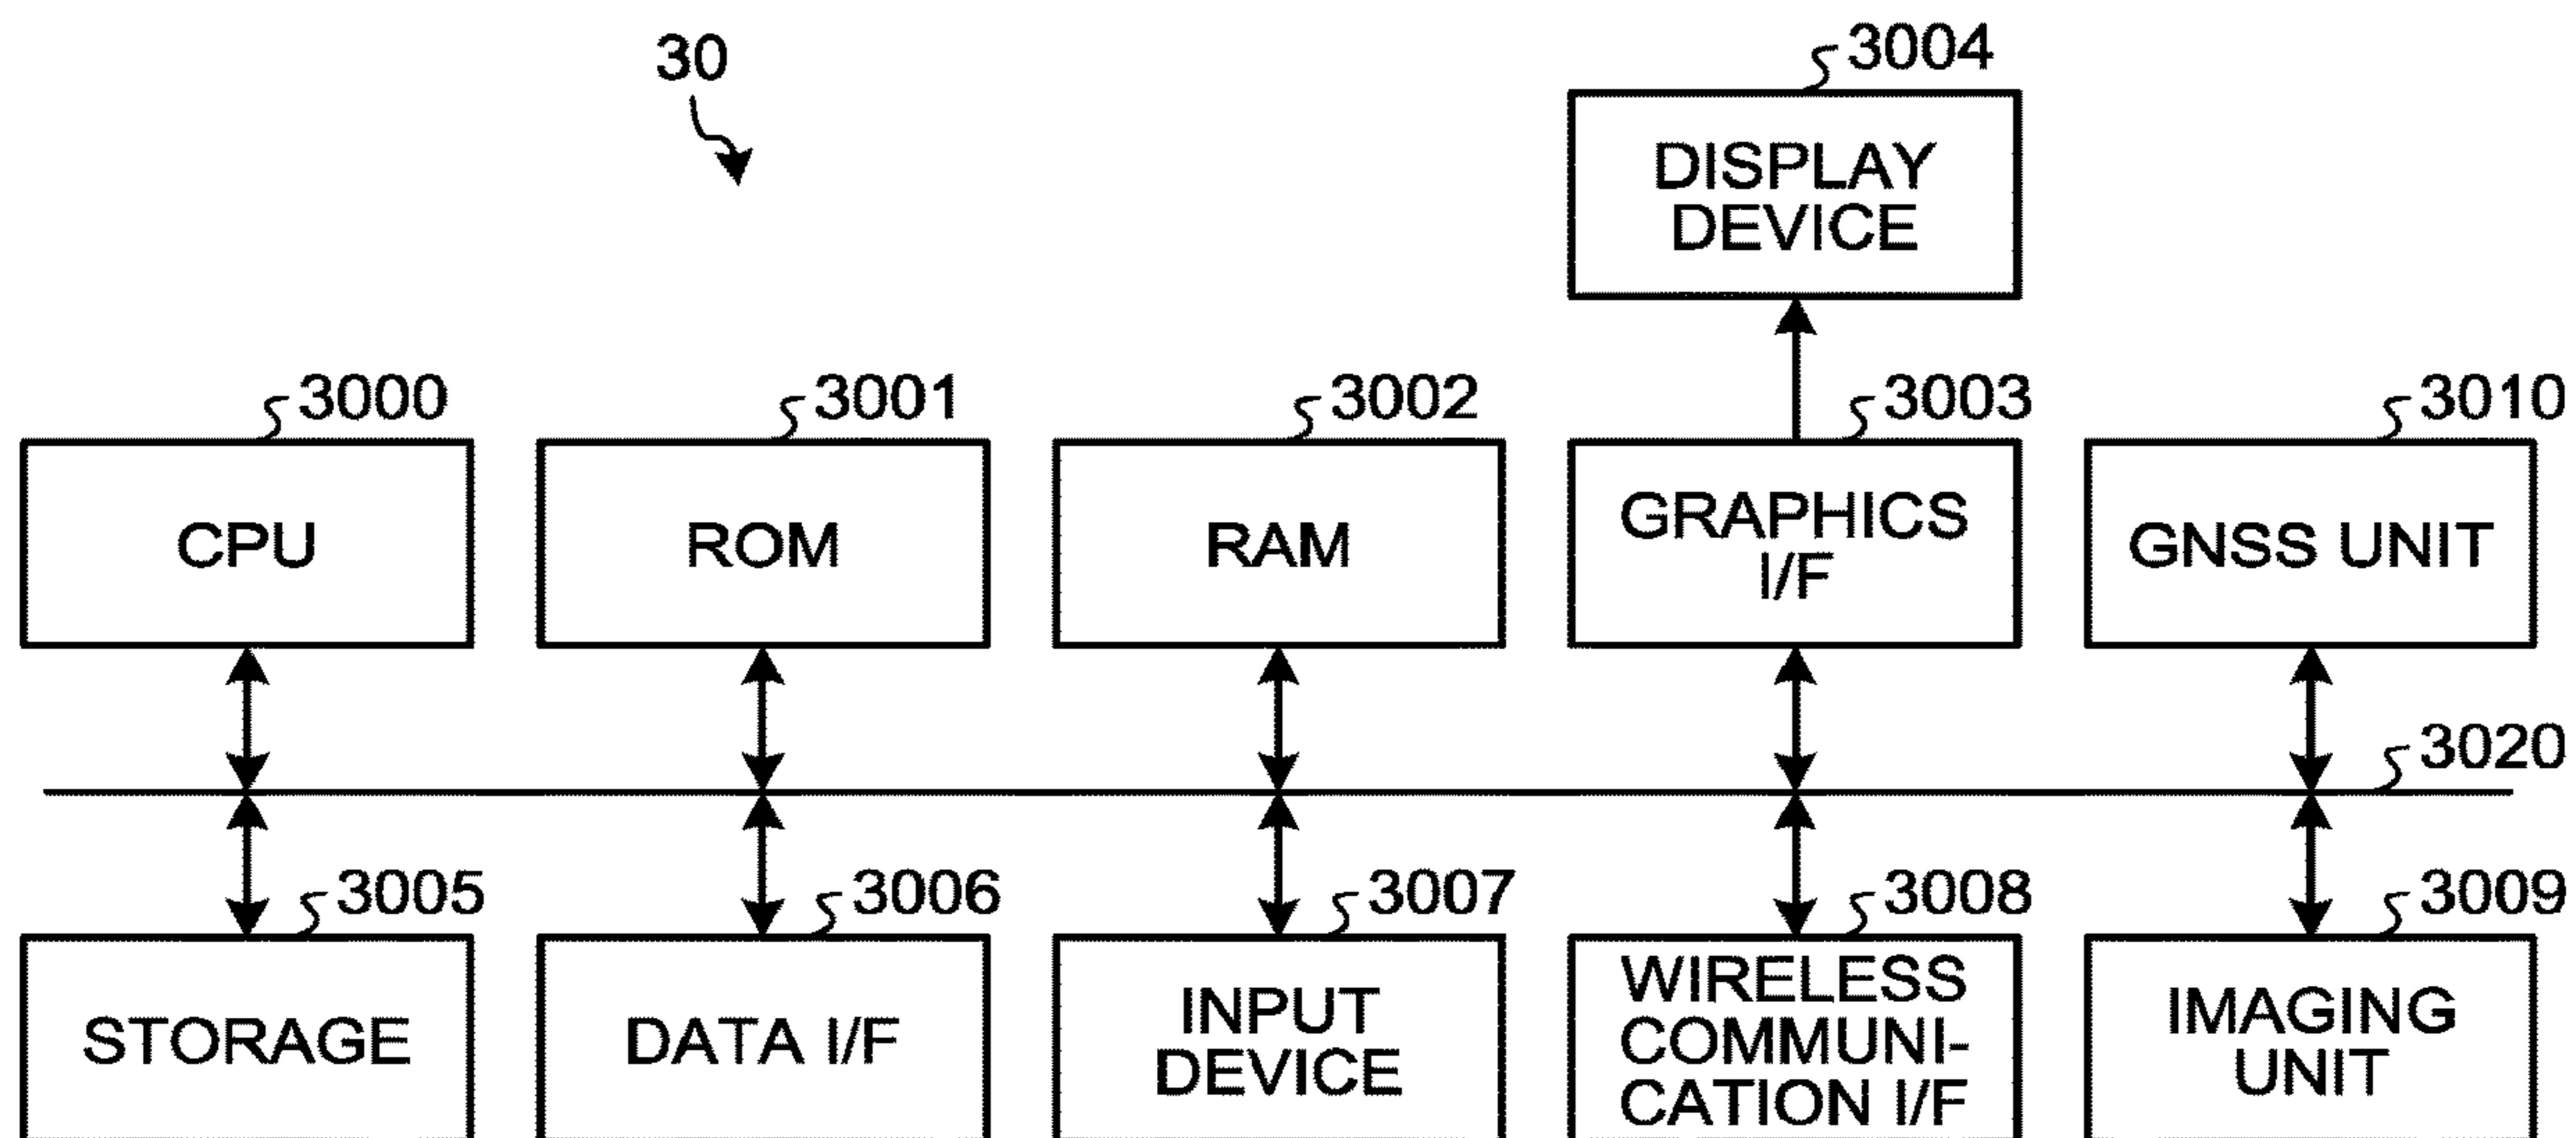 30
3004
DISPLAY
DEVICE
3000
3001
3002
3003
3010
CPU
ROM
RAM
GRAPHICS
I/F
GNSS UNIT
3020
3005
3006
3007
3008
3009
STORAGE
DATA I/F
INPUT
DEVICE
WIRELESS
COMMUNI-
CATION I/F
IMAGING
UNIT